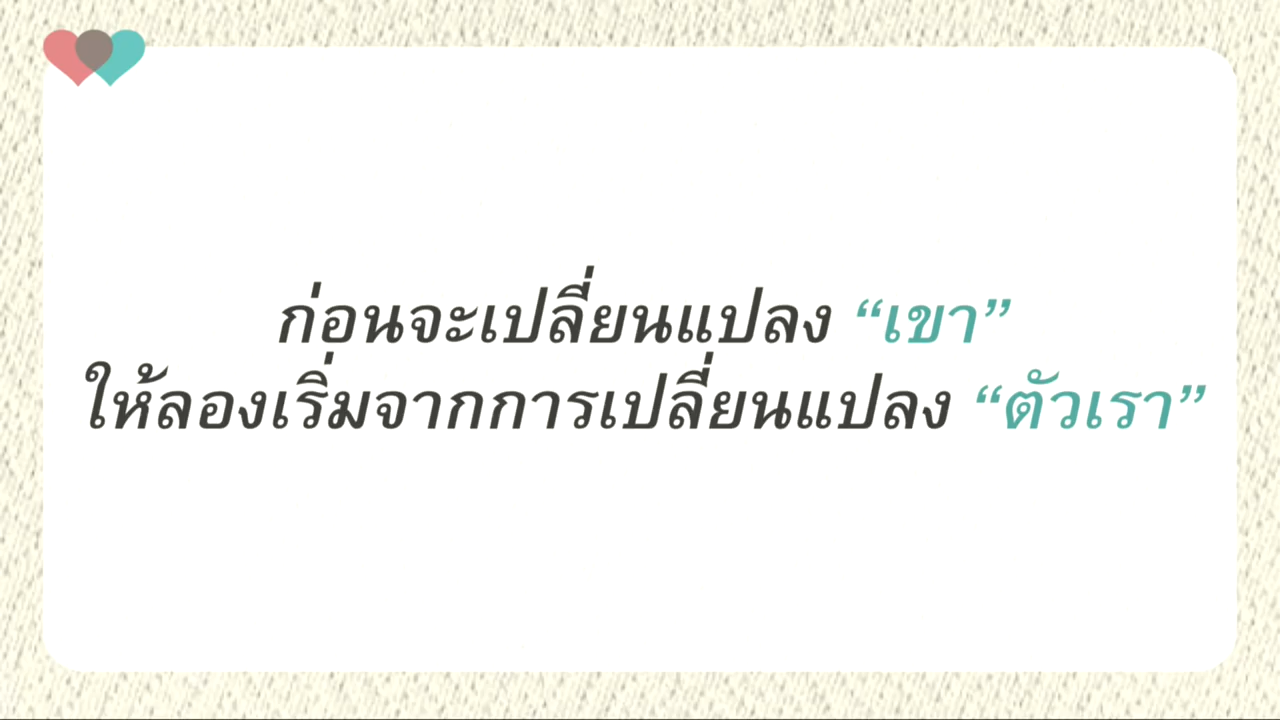 ก่อนจะเปลี่ยนแปลง “เขา”
ให้ลองเริ่มจากการเปลี่ยนแปลง “ตัวเรา”